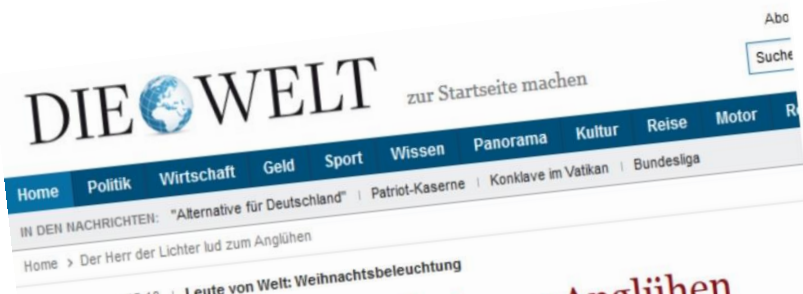 Abo
Suche
DIE WELT zur Startseite machen
Home Politik Wirtschaft Geld Sport Wissen Panorama Kultur Reise Motor
IN DEN NACHRICHTEN: "Alternative für Deutschland" | Patriot-Kaserne | Konklave im Vatikan | Bundesliga
Home > Der Herr der Lichter lud zum Anglühen
Leute von Welt: Weihnachtsbeleuchtung
Anglühen